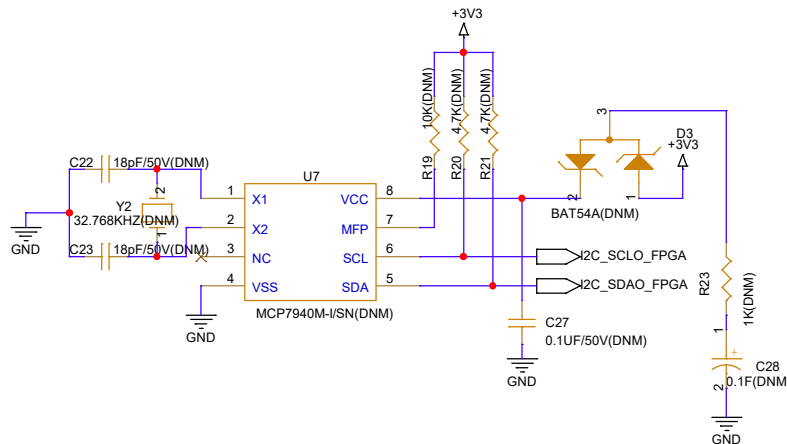 +3V3
10K(DNM)
4.7K(DNM)
4.7K(DNM)
R19
R20
R21
3
D3
+3V3
2
1
BAT54A(DNM)
C22
18pF/50V(DNM)
2
Y2
32.768KHZ(DNM)
1
C23
18pF/50V(DNM)
GND
U7
1
X1
VCC
8
2
X2
MFP
7
3
NC
SCL
6
4
VSS
SDA
5
MCP7940M-I/SN(DNM)
GND
I2C_SCLO_FPGA
I2C_SDAO_FPGA
C27
0.1UF/50V(DNM)
GND
R23
1K(DNM)
1
+
C28
0.1F(DNM
2
GND